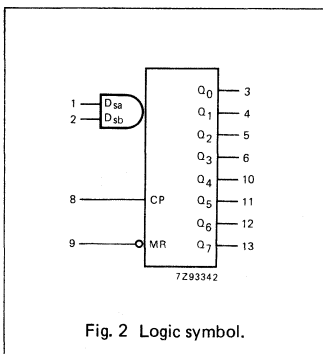 1 Dsa
2 Dsb
8 CP
9 MR
Q0 3
Q1 4
Q2 5
Q3 6
Q4 10
Q5 11
Q6 12
Q7 13
7Z93342
Fig. 2 Logic symbol.